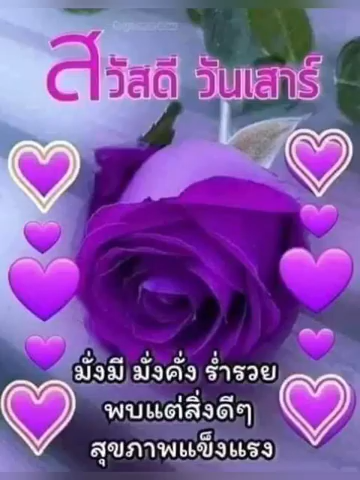 สวัสดี วันเสาร์
มั่งมี มั่งคั่ง ร่ำรวย
พบแต่สิ่งดีๆ
สุขภาพแข็งแรง